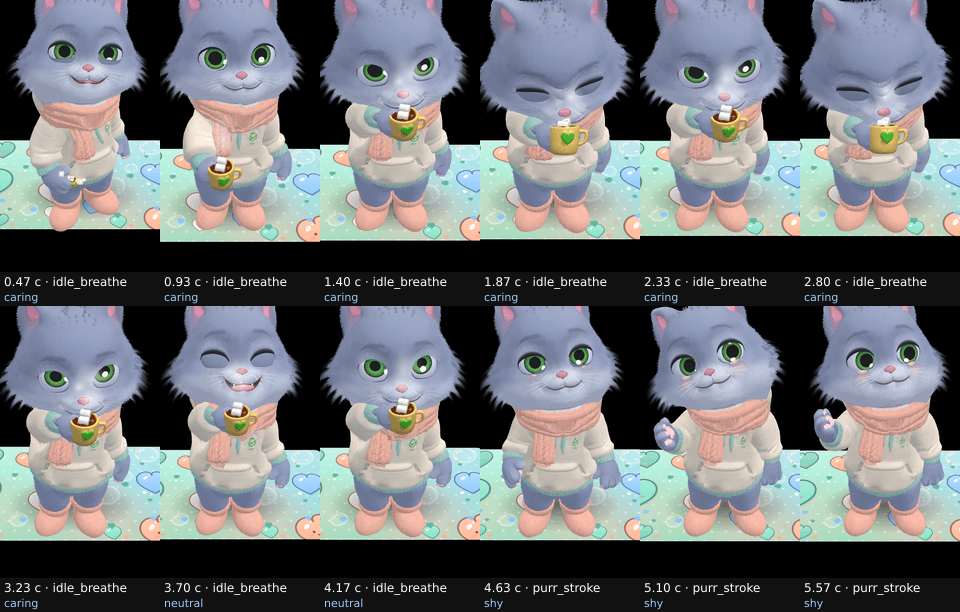 0.47 c · idle_breathe
caring
0.93 c · idle_breathe
caring
1.40 c · idle_breathe
caring
1.87 c · idle_breathe
caring
2.33 c · idle_breathe
caring
2.80 c · idle_breathe
caring
3.23 c · idle_breathe
caring
3.70 c · idle_breathe
neutral
4.17 c · idle_breathe
neutral
4.63 c · purr_stroke
shy
5.10 c · purr_stroke
shy
5.57 c · purr_stroke
shy